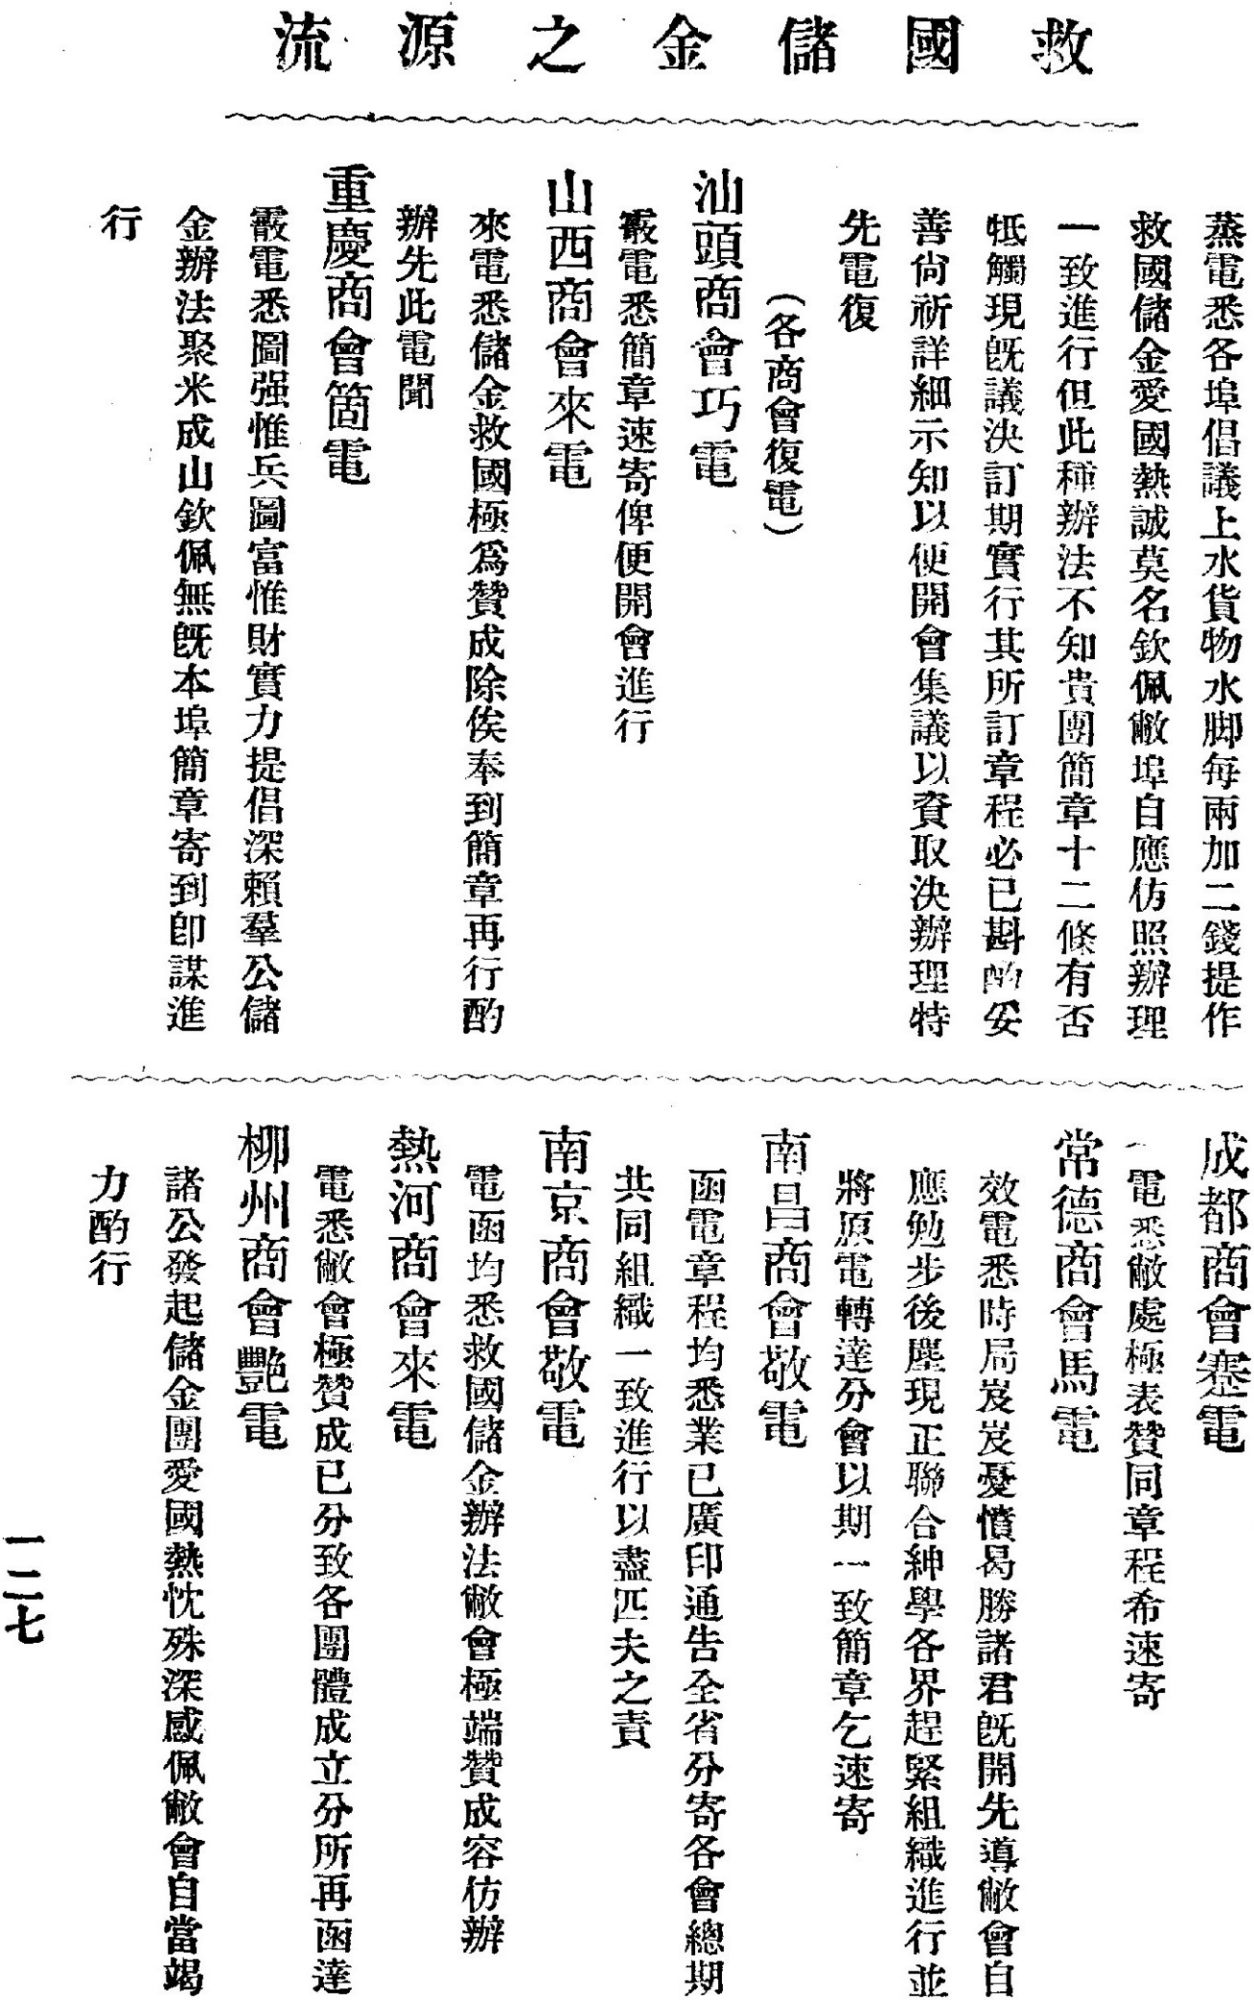 救國儲金之源流
蒸電悉各埠倡議上水貨物水脚每兩加二錢提作
救國儲金愛國熱誠莫名欽佩敝埠自應仿照辦理
一致進行但此種辦法不知貴團簡章十二條有否
牴觸現旣議決訂期實行其所訂章程必已斟酌妥
善尙祈詳細示知以便開會集議以資取決辦理特
先電復
（各商會復電）
汕頭商會巧電
霰電悉簡章速寄俾便開會進行
山西商會來電
來電悉儲金救國極爲贊成除俟奉到簡章再行酌
辦先此電聞
重慶商會箇電
霰電悉圖强惟兵圖富惟財實力提倡深賴羣公儲
金辦法聚米成山欽佩無旣本埠簡章寄到卽謀進
行
成都商會蹇電
電悉敝處極表贊同章程希速寄
常德商會馬電
效電悉時局岌岌憂憤曷勝諸君旣開先導敝會自
應勉步後塵現正聯合紳學各界趕緊組織進行並
將原電轉達分會以期一致簡章乞速寄
南昌商會敬電
函電章程均悉業已廣印通告全省分寄各會總期
共同組織一致進行以盡匹夫之責
南京商會敬電
電函均悉救國儲金辦法敝會極端贊成容仿辦
熱河商會來電
電悉敝會極贊成已分致各團體成立分所再函達
柳州商會豔電
諸公發起儲金團愛國熱忱殊深感佩敝會自當竭
力酌行
一二七